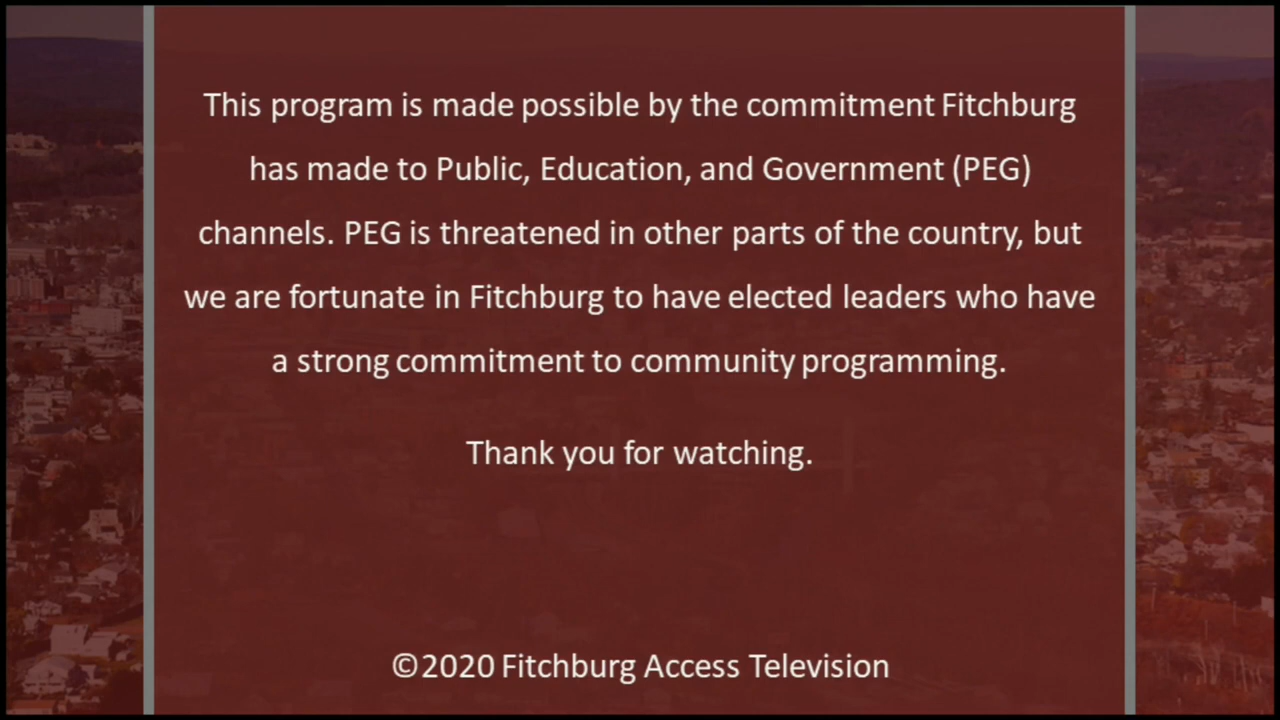 This program is made possible by the commitment Fitchburg
has made to Public, Education, and Government (PEG)
channels. PEG is threatened in other parts of the country, but
we are fortunate in Fitchburg to have elected leaders who have
a strong commitment to community programming.
Thank you for watching.
©2020 Fitchburg Access Television